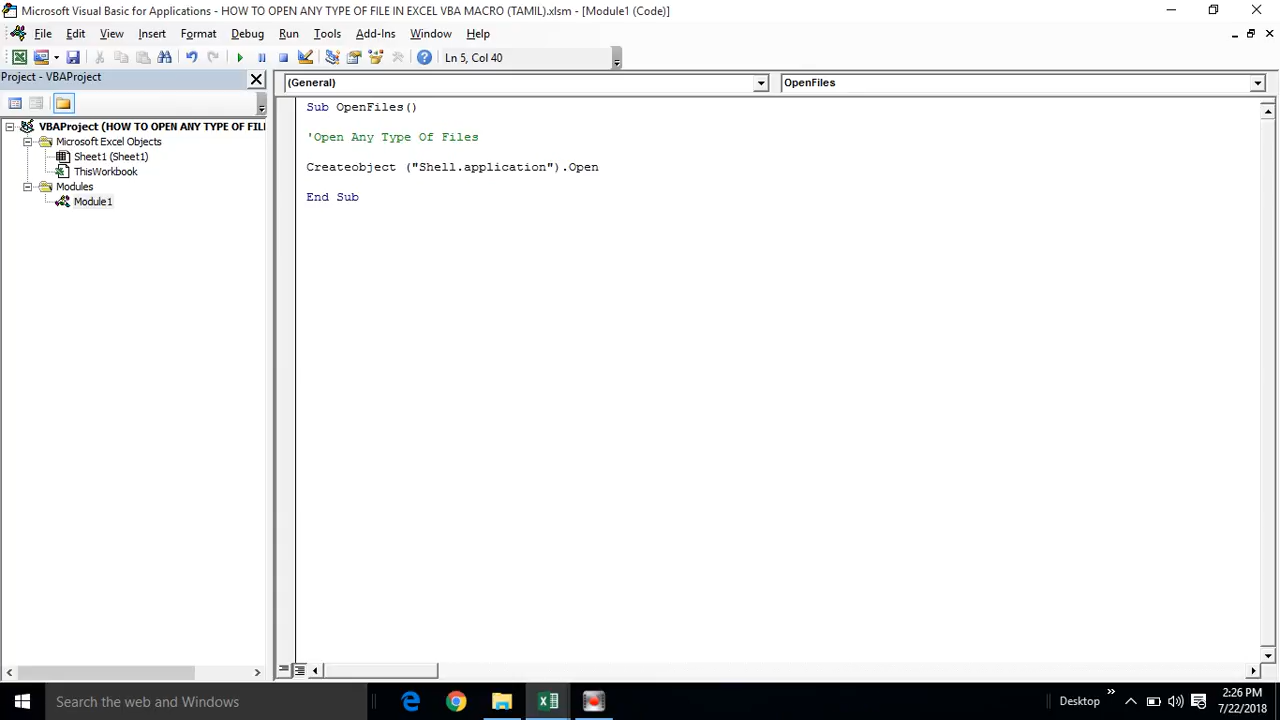 Microsoft Visual Basic for Applications - HOW TO OPEN ANY TYPE OF FILE IN EXCEL VBA MACRO (TAMIL).xlsm - [Module1 (Code)]
File Edit View Insert Format Debug Run Tools Add-Ins Window Help
Ln 5, Col 40
Project - VBAProject
(General)
OpenFiles
VBAProject (HOW TO OPEN ANY TYPE OF FIL
Microsoft Excel Objects
Sheet1 (Sheet1)
ThisWorkbook
Modules
Module1
Sub OpenFiles()
'Open Any Type Of Files
Createobject ("Shell.application").Open
End Sub
Search the web and Windows
Desktop
2:26 PM
7/22/2018